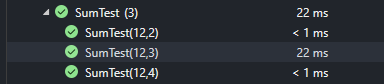 SumTest (3) 22 ms
SumTest(12,2) < 1 ms
SumTest(12,3) 22 ms
SumTest(12,4) < 1 ms